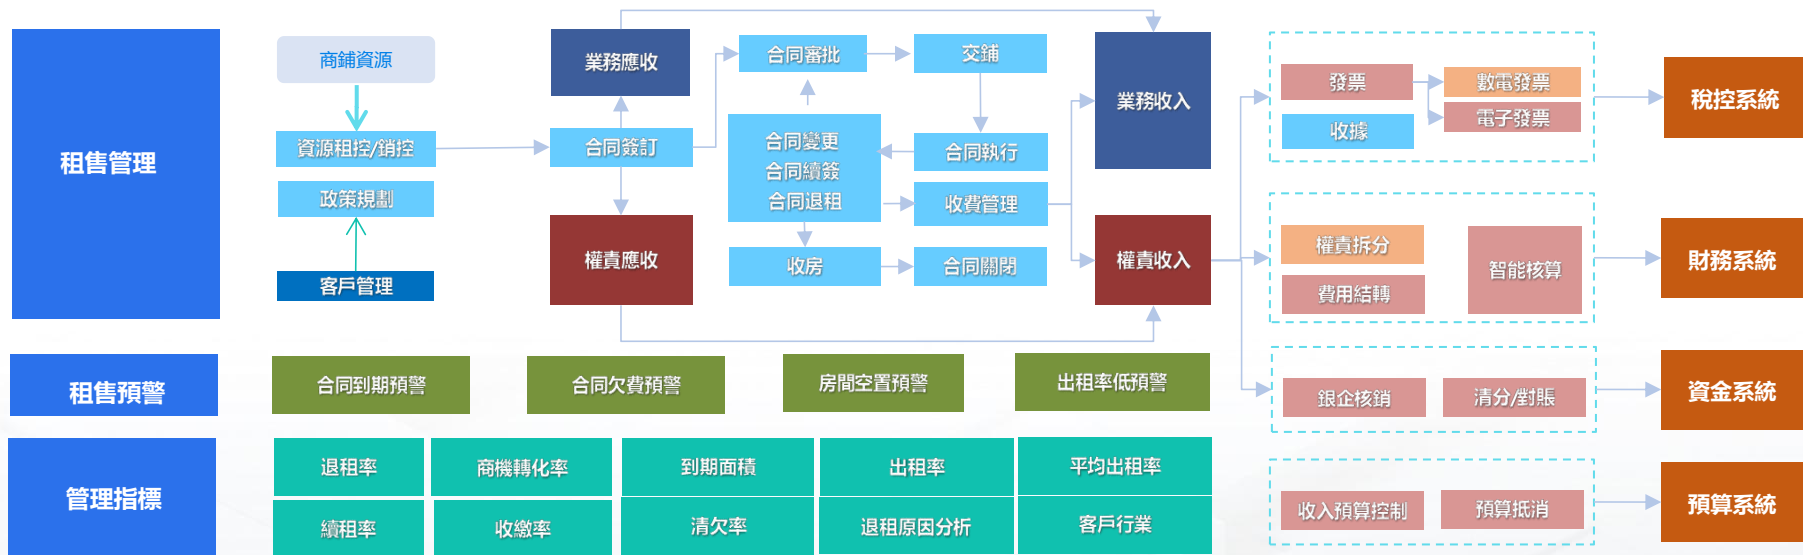 租售管理
商鋪資源
資源租控/銷控
政策規劃
客戶管理
業務應收
合同簽訂
權責應收
合同審批
交鋪
合同變更
合同續簽
合同退租
合同執行
收費管理
收房
合同關閉
業務收入
權責收入
發票
數電發票
電子發票
收據
稅控系統
權責拆分
費用結轉
智能核算
財務系統
銀企核銷
清分/對賬
資金系統
收入預算控制
預算抵消
預算系統
租售預警
合同到期預警
合同欠費預警
房間空置預警
出租率低預警
管理指標
退租率
商機轉化率
到期面積
出租率
平均出租率
續租率
收繳率
清欠率
退租原因分析
客戶行業